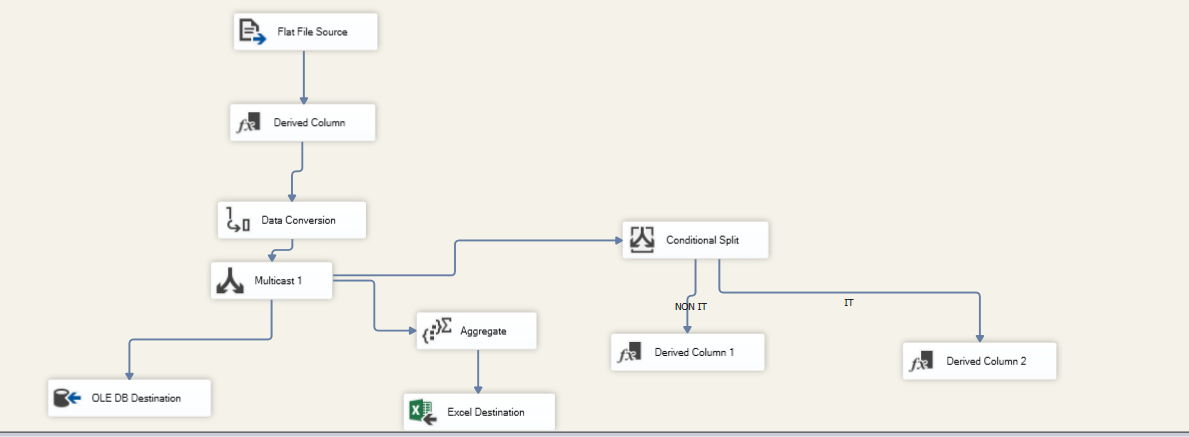 Flat File Source
Derived Column
Data Conversion
Conditional Split
Multicast 1
NON IT
IT
Aggregate
Derived Column 1
Derived Column 2
OLE DB Destination
Excel Destination